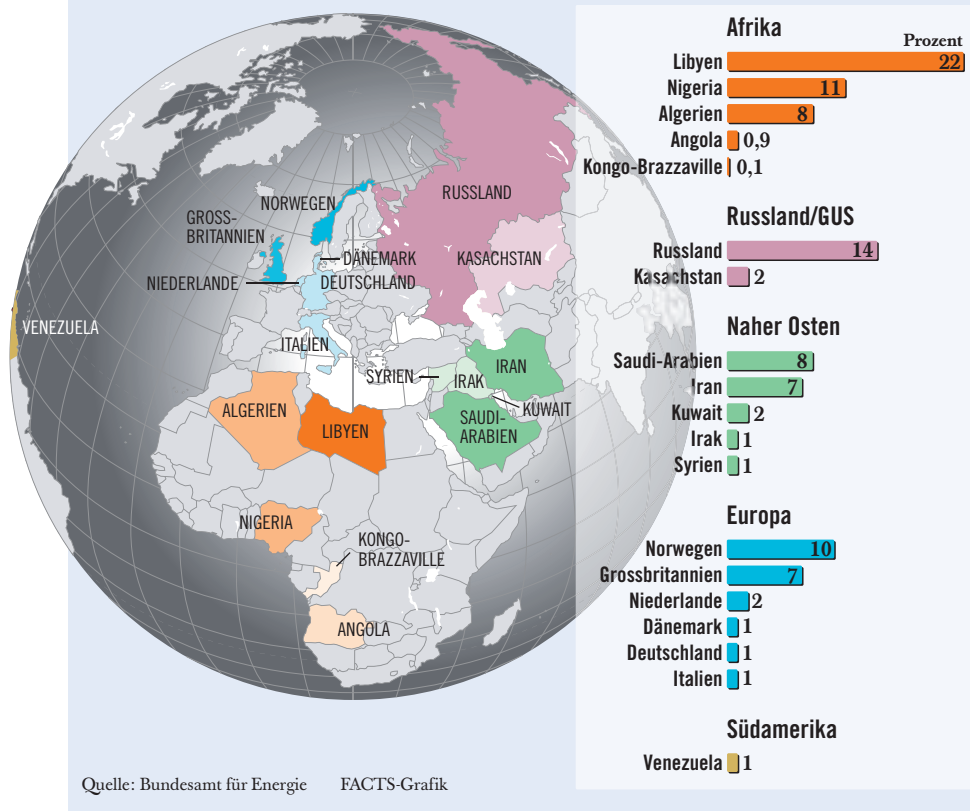 NORWEGEN
RUSSLAND
GROSS-
BRITANNIEN
DÄNEMARK
KASACHSTAN
NIEDERLANDE
DEUTSCHLAND
VENEZUELA
ITALIEN
SYRIEN
IRAK
IRAN
KUWAIT
ALGERIEN
LIBYEN
SAUDI-
ARABIEN
NIGERIA
KONGO-
BRAZZAVILLE
ANGOLA
Afrika
Prozent
Libyen 22
Nigeria 11
Algerien 8
Angola 0,9
Kongo-Brazzaville 0,1
Russland/GUS
Russland 14
Kasachstan 2
Naher Osten
Saudi-Arabien 8
Iran 7
Kuwait 2
Irak 1
Syrien 1
Europa
Norwegen 10
Grossbritannien 7
Niederlande 2
Dänemark 1
Deutschland 1
Italien 1
Südamerika
Venezuela 1
Quelle: Bundesamt für Energie FACTS-Grafik